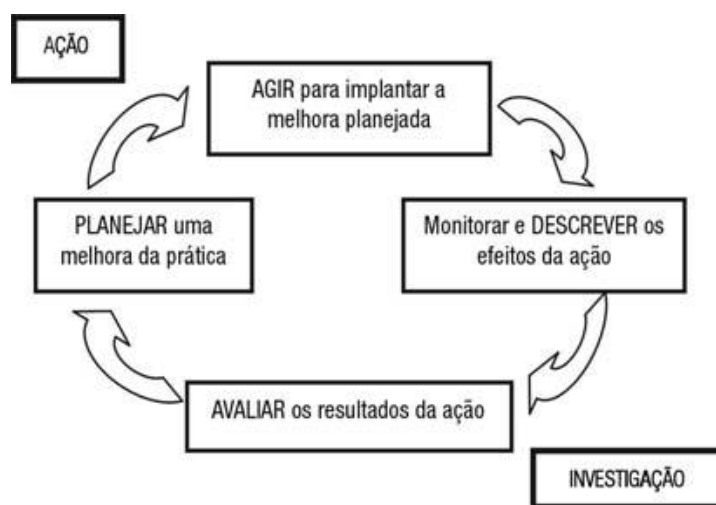 AÇÃO
AGIR para implantar a
melhora planejada
PLANEJAR uma
melhora da prática
Monitorar e DESCREVER os
efeitos da ação
AVALIAR os resultados da ação
INVESTIGAÇÃO